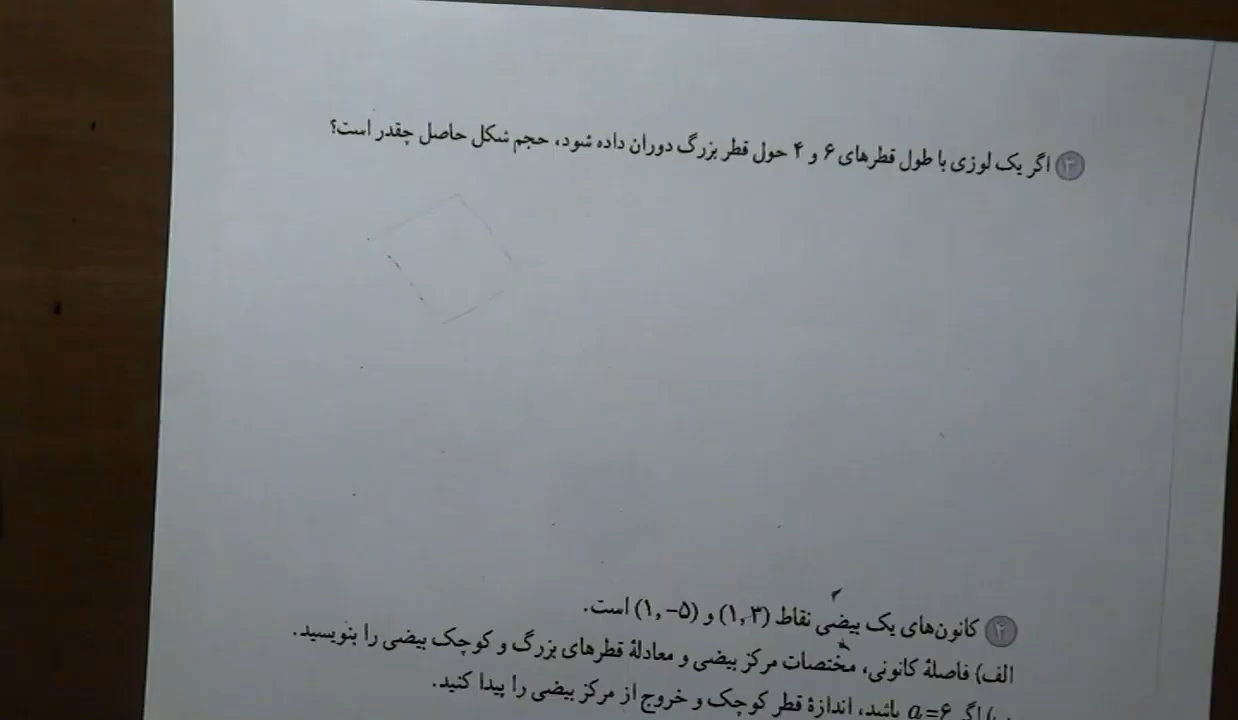 ۳ اگر یک لوزی با طول قطرهای ۶ و ۴ حول قطر بزرگ دوران داده شود، حجم شکل حاصل چقدر است؟
۴ کانون‌های یک بیضی نقاط (۱,۳) و (۱,−۵) است.
الف) فاصلهٔ کانونی، مختصات مرکز بیضی و معادلهٔ قطرهای بزرگ و کوچک بیضی را بنویسید.
ب) اگر a=۶ باشد، اندازهٔ قطر کوچک و خروج از مرکز بیضی را پیدا کنید.